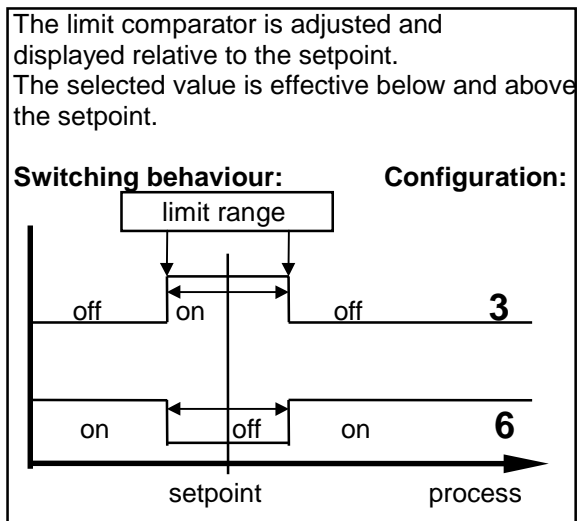 The limit comparator is adjusted and
displayed relative to the setpoint.
The selected value is effective below and above
the setpoint.
Switching behaviour: Configuration:
limit range
off on off 3
on off on 6
setpoint process